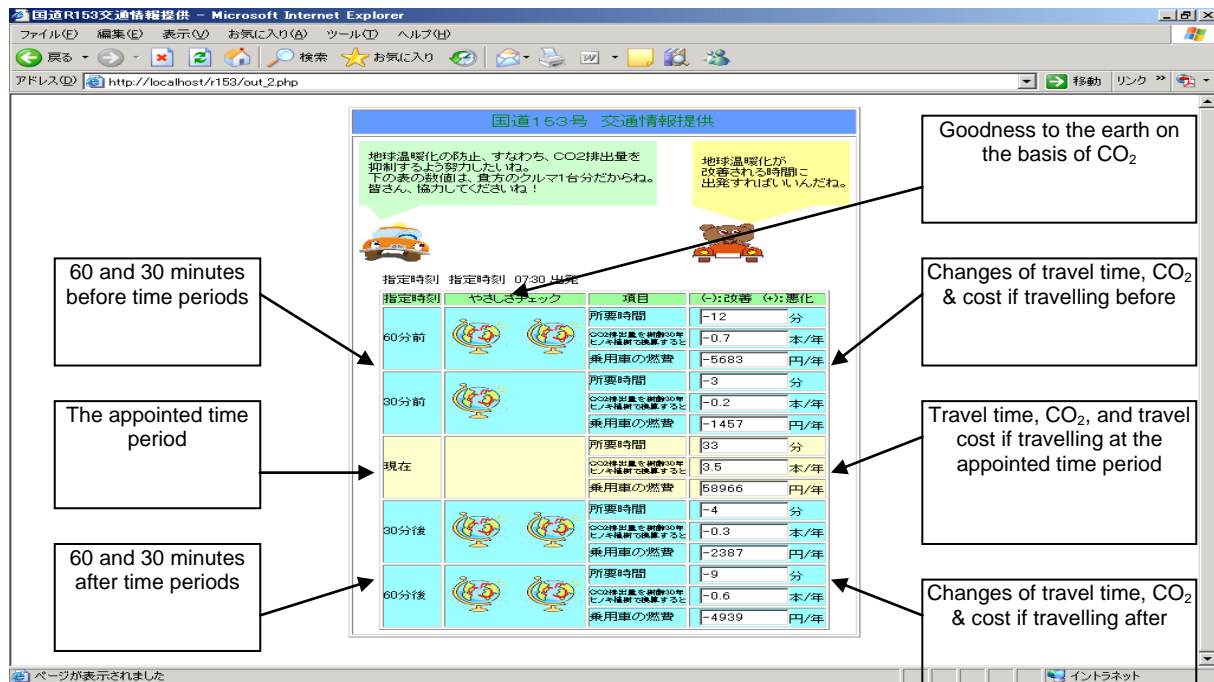 国道R153交通情報提供 - Microsoft Internet Explorer
ファイル(F) 編集(E) 表示(V) お気に入り(A) ツール(T) ヘルプ(H)
戻る 検索 お気に入り
アドレス(D) http://localhost/r153/out_2.php 移動 リンク »
国道153号 交通情報提供
地球温暖化の防止、すなわち、CO2排出量を
抑制するよう努力したいね。
下の表の数値は、貴方のクルマ1台分だからね。
皆さん、協力してくださいね!
地球温暖化が
改善される時間に
出発すればいいんだね。
Goodness to the earth on
the basis of CO2
60 and 30 minutes
before time periods
Changes of travel time, CO2
& cost if travelling before
The appointed time
period
Travel time, CO2, and travel
cost if travelling at the
appointed time period
60 and 30 minutes
after time periods
Changes of travel time, CO2
& cost if travelling after
指定時刻 指定時刻 07:30 出発
指定時刻 やさしさチェック 項目 (-):改善 (+):悪化
60分前
所要時間 -12 分
CO2排出量を樹齢30年
ヒノキ植樹で換算すると -0.7 本/年
乗用車の燃費 -5683 円/年
30分前
所要時間 -3 分
CO2排出量を樹齢30年
ヒノキ植樹で換算すると -0.2 本/年
乗用車の燃費 -1457 円/年
現在
所要時間 33 分
CO2排出量を樹齢30年
ヒノキ植樹で換算すると 3.5 本/年
乗用車の燃費 58966 円/年
30分後
所要時間 -4 分
CO2排出量を樹齢30年
ヒノキ植樹で換算すると -0.3 本/年
乗用車の燃費 -2387 円/年
60分後
所要時間 -9 分
CO2排出量を樹齢30年
ヒノキ植樹で換算すると -0.6 本/年
乗用車の燃費 -4939 円/年
ページが表示されました イントラネット